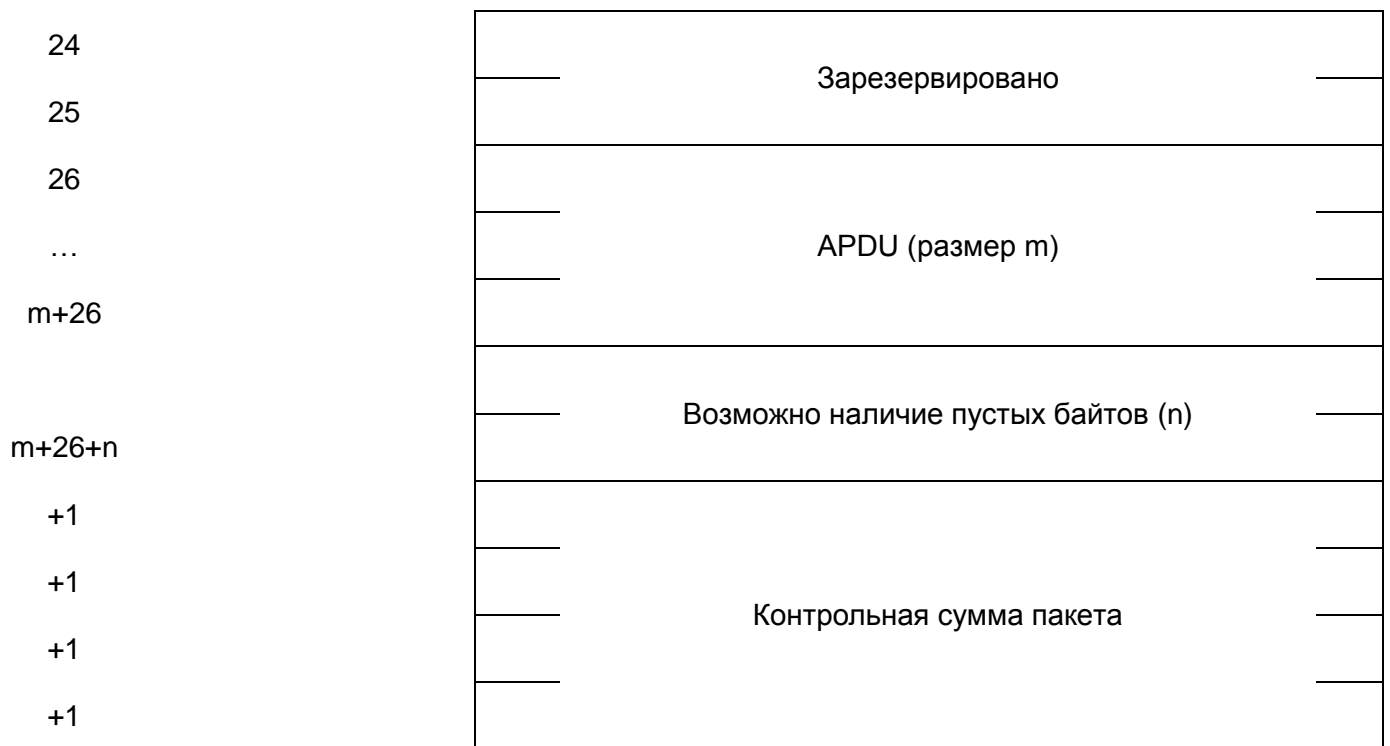 24
Зарезервировано
25
26
…
APDU (размер m)
m+26
Возможно наличие пустых байтов (n)
m+26+n
+1
+1
Контрольная сумма пакета
+1
+1